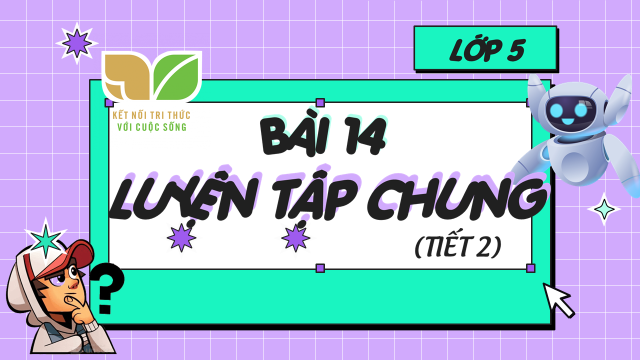 LỚP 5
KẾT NỐI TRI THỨC
VỚI CUỘC SỐNG
BÀI 14
LUYỆN TẬP CHUNG
(TIẾT 2)
?